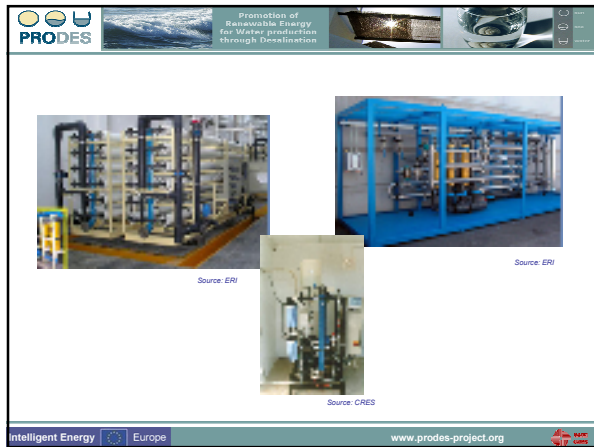 PRODES
Promotion of
Renewable Energy
for Water production
through Desalination
Source: ERI
Source: ERI
Source: CRES
Intelligent Energy Europe
www.prodes-project.org